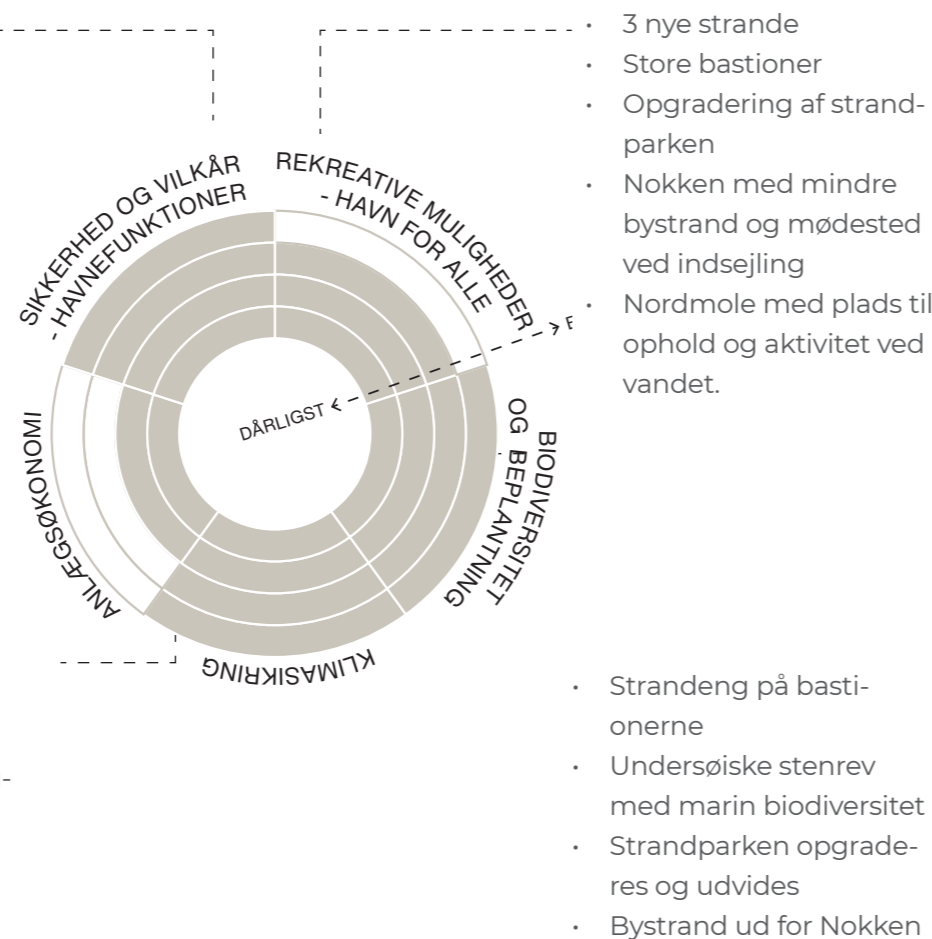 • 3 nye strande
• Store bastioner
• Opgradering af strand-
parken
• Nokken med mindre
bystrand og mødested
ved indsejling
• Nordmole med plads til
ophold og aktivitet ved
vandet.
SIKKERHED OG VILKÅR
- HAVNEFUNKTIONER
REKREATIVE MULIGHEDER
- HAVN FOR ALLE
DÅRLIGST
BIODIVERSITET
OG BEPLANTNING
ANLÆGSØKONOMI
KLIMASIKRING
• Strandeng på basti-
onerne
• Undersøiske stenrev
med marin biodiversitet
• Strandparken opgrade-
res og udvides
• Bystrand ud for Nokken